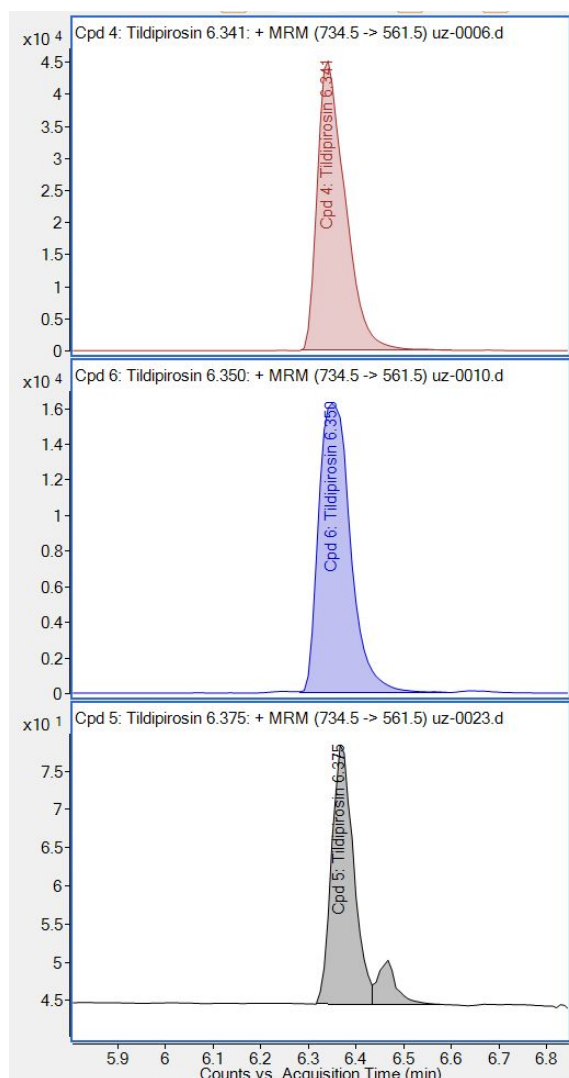 Cpd 4: Tildipirosin 6.341: + MRM (734.5 -> 561.5) uz-0006.d
x10 4
4.5
4
3.5
3
2.5
2
1.5
1
0.5
0
Cpd 4: Tildipirosin 6.341
Cpd 6: Tildipirosin 6.350: + MRM (734.5 -> 561.5) uz-0010.d
x10 4
1.6
1.4
1.2
1
0.8
0.6
0.4
0.2
0
Cpd 6: Tildipirosin 6.350
Cpd 5: Tildipirosin 6.375: + MRM (734.5 -> 561.5) uz-0023.d
x10 1
7.5
7
6.5
6
5.5
5
4.5
Cpd 5: Tildipirosin 6.375
5.9 6 6.1 6.2 6.3 6.4 6.5 6.6 6.7 6.8
Counts vs. Acquisition Time (min)